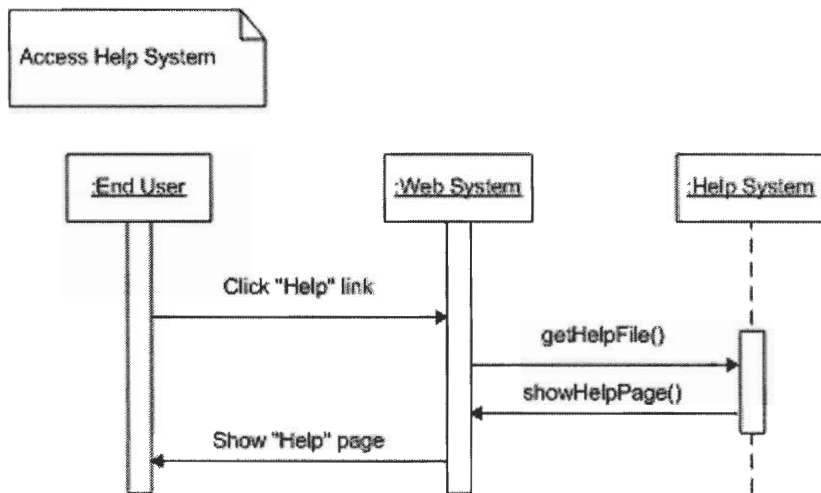 Access Help System
:End User
:Web System
:Help System
Click "Help" link
getHelpFile()
showHelpPage()
Show "Help" page